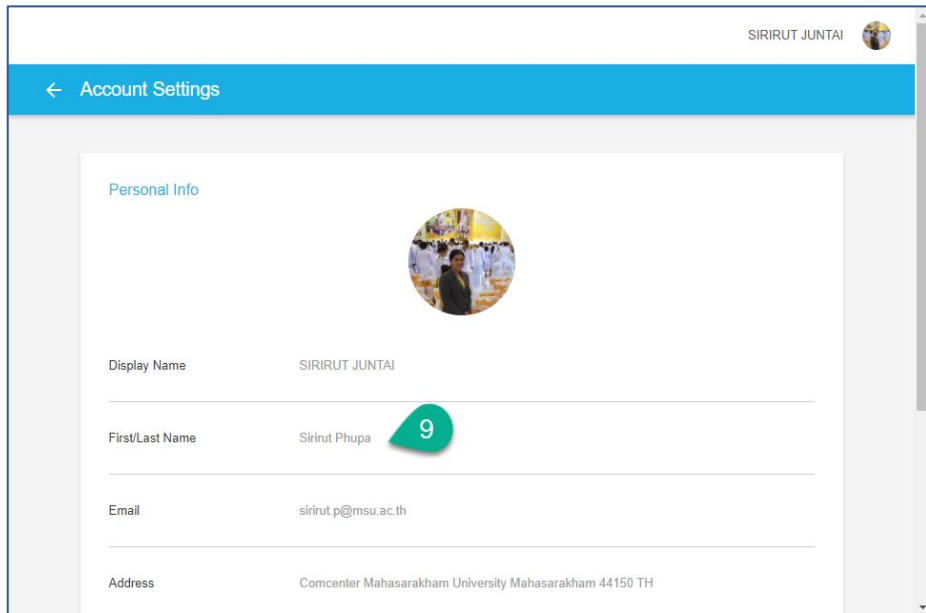 SIRIRUT JUNTAI
Account Settings
Personal Info
Display Name SIRIRUT JUNTAI
First/Last Name Sirirut Phupa 9
Email sirirut.p@msu.ac.th
Address Comcenter Mahasarakham University Mahasarakham 44150 TH